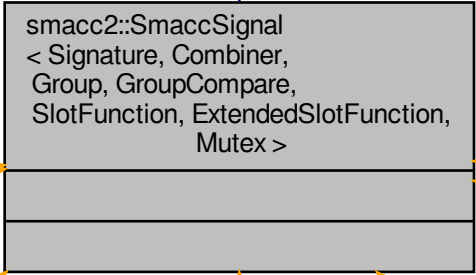 smacc2::SmaccSignal
< Signature, Combiner,
Group, GroupCompare,
SlotFunction, ExtendedSlotFunction,
Mutex >